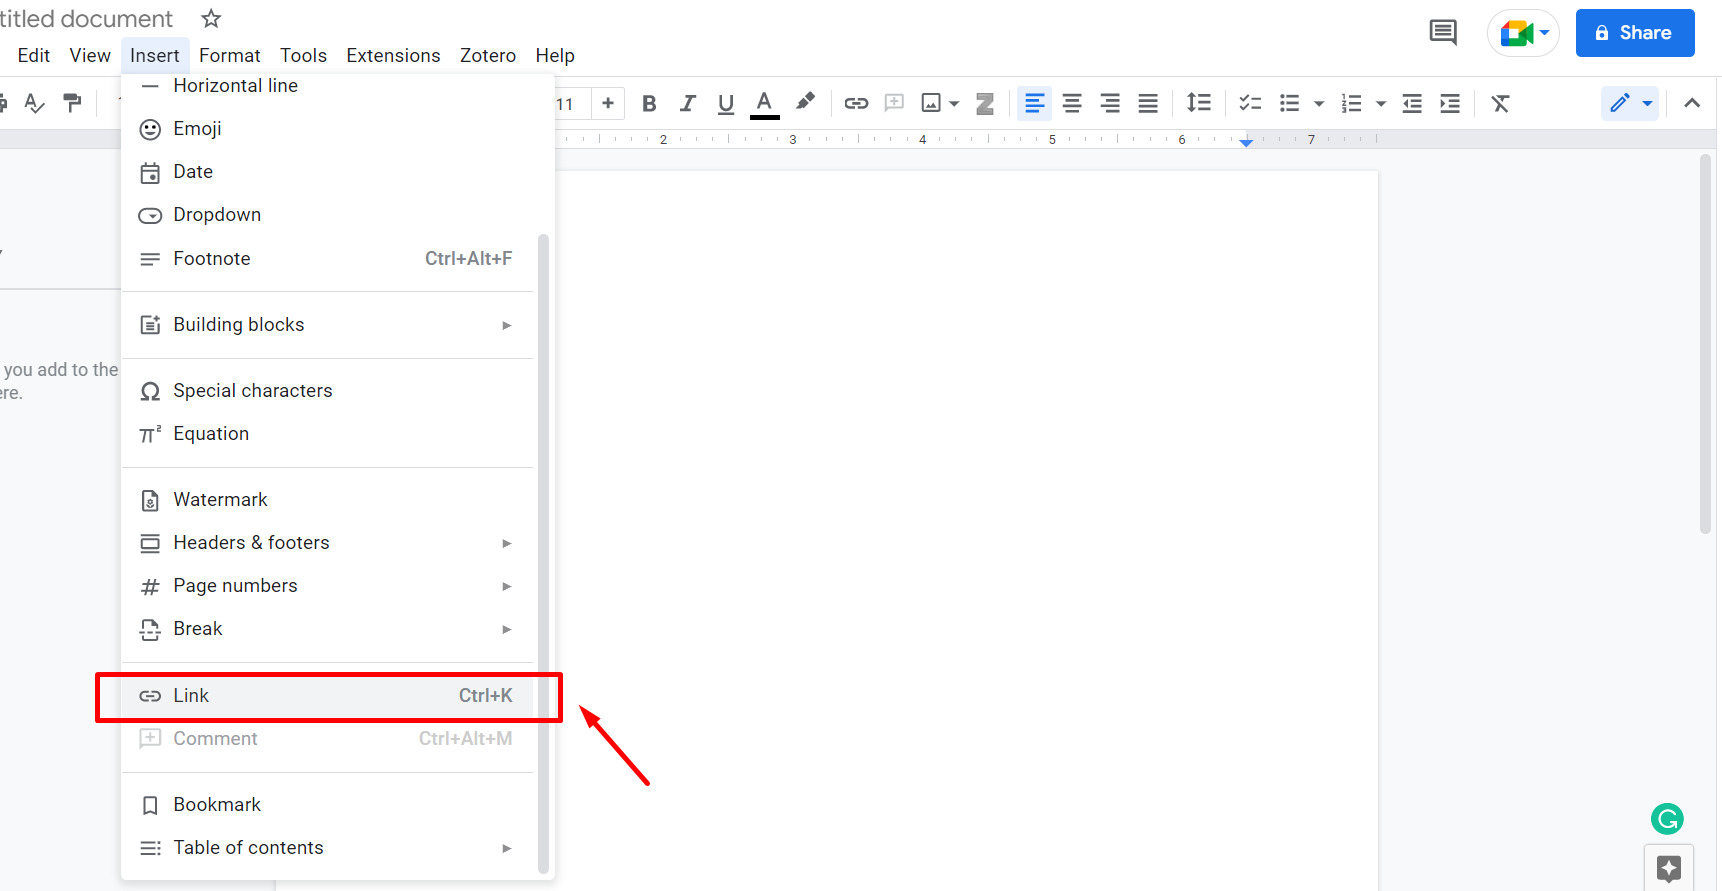 titled document
Share
Edit View Insert Format Tools Extensions Zotero Help
11 + B I U A Z
2 3 4 5 6 7
Horizontal line
Emoji
Date
Dropdown
Footnote Ctrl+Alt+F
Building blocks
you add to the
ere.
Special characters
Equation
Watermark
Headers & footers
Page numbers
Break
Link Ctrl+K
Comment Ctrl+Alt+M
Bookmark
Table of contents